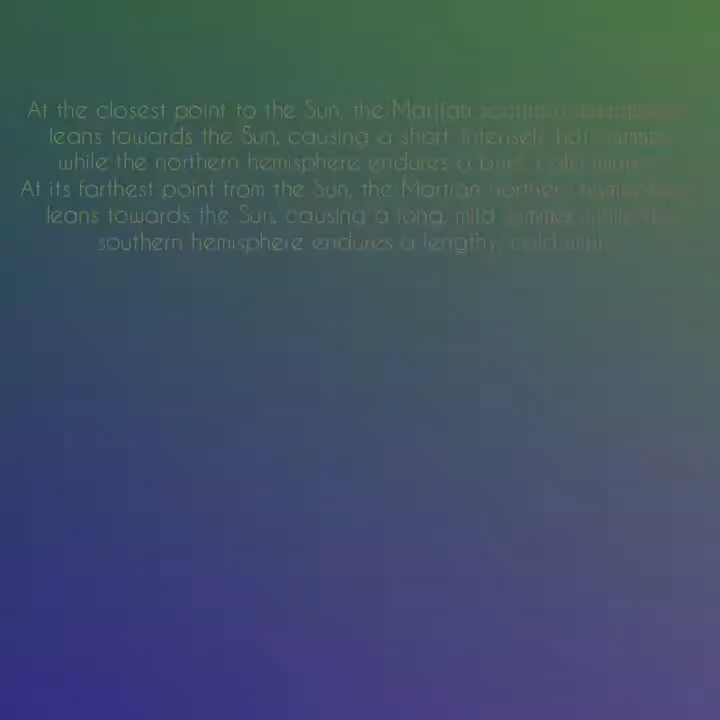 At the closest point to the Sun, the Martian southern hemisphere
leans towards the Sun, causing a short, intensely hot summer
while the northern hemisphere endures a brief, cold winter.
At its farthest point from the Sun, the Martian northern hemisphere
leans towards the Sun, causing a long, mild summer while the
southern hemisphere endures a lengthy, cold winter.